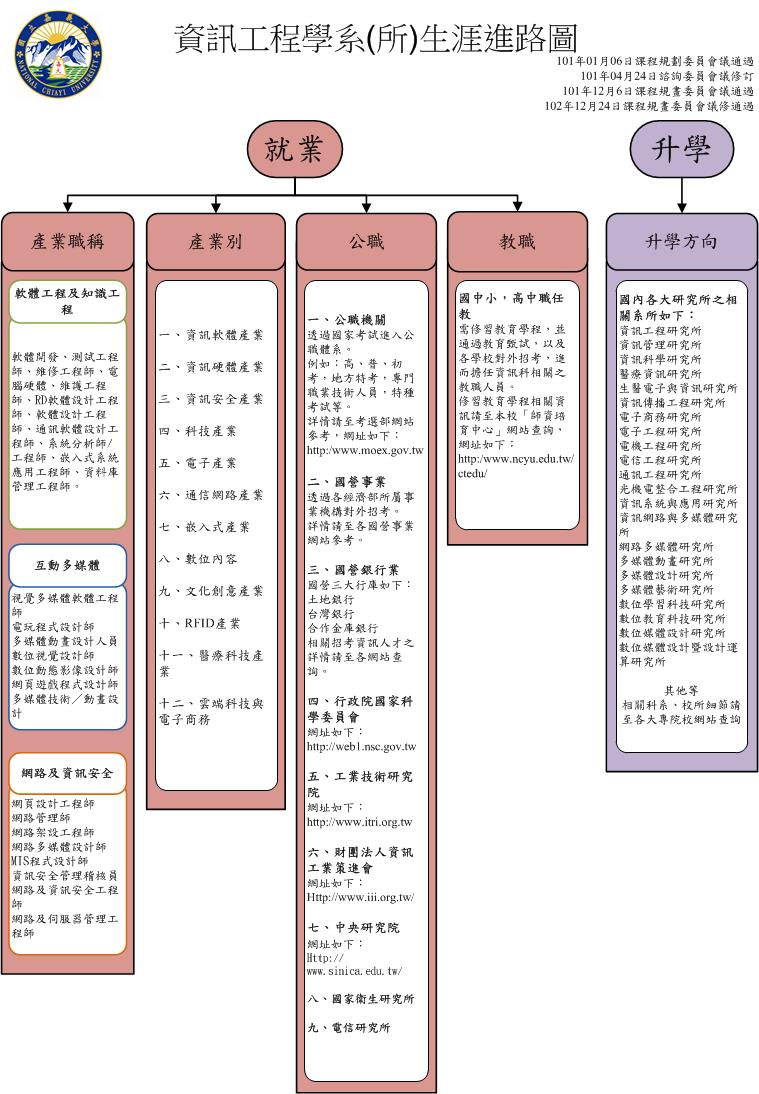 資訊工程學系(所)生涯進路圖
101年01月06日課程規劃委員會議通過
101年04月24日諮詢委員會議修訂
101年12月6日課程規畫委員會議通過
102年12月24日課程規畫委員會議修通過
NATIONAL CHIAYI UNIVERSITY
就業
升學
產業職稱
軟體工程及知識工
程
軟體開發、測試工程
師、維修工程師、電
腦硬體、維護工程
師、RD軟體設計工程
師、軟體設計工程
師、通訊軟體設計工
程師、系統分析師/
工程師、嵌入式系統
應用工程師、資料庫
管理工程師。
互動多媒體
視覺多媒體軟體工程
師
電玩程式設計師
多媒體動畫設計人員
數位視覺設計師
數位動態影像設計師
網頁遊戲程式設計師
多媒體技術／動畫設
計
網路及資訊安全
網頁設計工程師
網路管理師
網路架設工程師
網路多媒體設計師
MIS程式設計師
資訊安全管理稽核員
網路及資訊安全工程
師
網路及伺服器管理工
程師
產業別
一、資訊軟體產業
二、資訊硬體產業
三、資訊安全產業
四、科技產業
五、電子產業
六、通信網路產業
七、嵌入式產業
八、數位內容
九、文化創意產業
十、RFID產業
十一、醫療科技產
業
十二、雲端科技與
電子商務
公職
一、公職機關
透過國家考試進入公
職體系。
例如：高、普、初
考，地方特考，專門
職業技術人員，特種
考試等。
詳情請至考選部網站
參考，網址如下：
http:/www.moex.gov.tw
二、國營事業
透過各經濟部所屬事
業機構對外招考。
詳情請至各國營事業
網站參考。
三、國營銀行業
國營三大行庫如下：
土地銀行
台灣銀行
合作金庫銀行
相關招考資訊人才之
詳情請至各網站查
詢。
四、行政院國家科
學委員會
網址如下：
http://web1.nsc.gov.tw
五、工業技術研究
院
網址如下：
http://www.itri.org.tw
六、財團法人資訊
工業策進會
網址如下：
Http://www.iii.org.tw/
七、中央研究院
網址如下：
Http://
www.sinica.edu.tw/
八、國家衛生研究所
九、電信研究所
教職
國中小，高中職任
教
需修習教育學程，並
通過教育甄試，以及
各學校對外招考，進
而擔任資訊科相關之
教職人員。
修習教育學程相關資
訊請至本校「師資培
育中心」網站查詢，
網址如下：
http:/www.ncyu.edu.tw/
ctedu/
升學方向
國內各大研究所之相
關系所如下：
資訊工程研究所
資訊管理研究所
資訊科學研究所
醫療資訊研究所
生醫電子與資訊研究所
資訊傳播工程研究所
電子商務研究所
電子工程研究所
電機工程研究所
電信工程研究所
通訊工程研究所
光機電整合工程研究所
資訊系統與應用研究所
資訊網路與多媒體研究
所
網路多媒體研究所
多媒體動畫研究所
多媒體設計研究所
多媒體藝術研究所
數位學習科技研究所
數位教育科技研究所
數位媒體設計研究所
數位媒體設計暨設計運
算研究所
其他等
相關科系、校所細節請
至各大專院校網站查詢